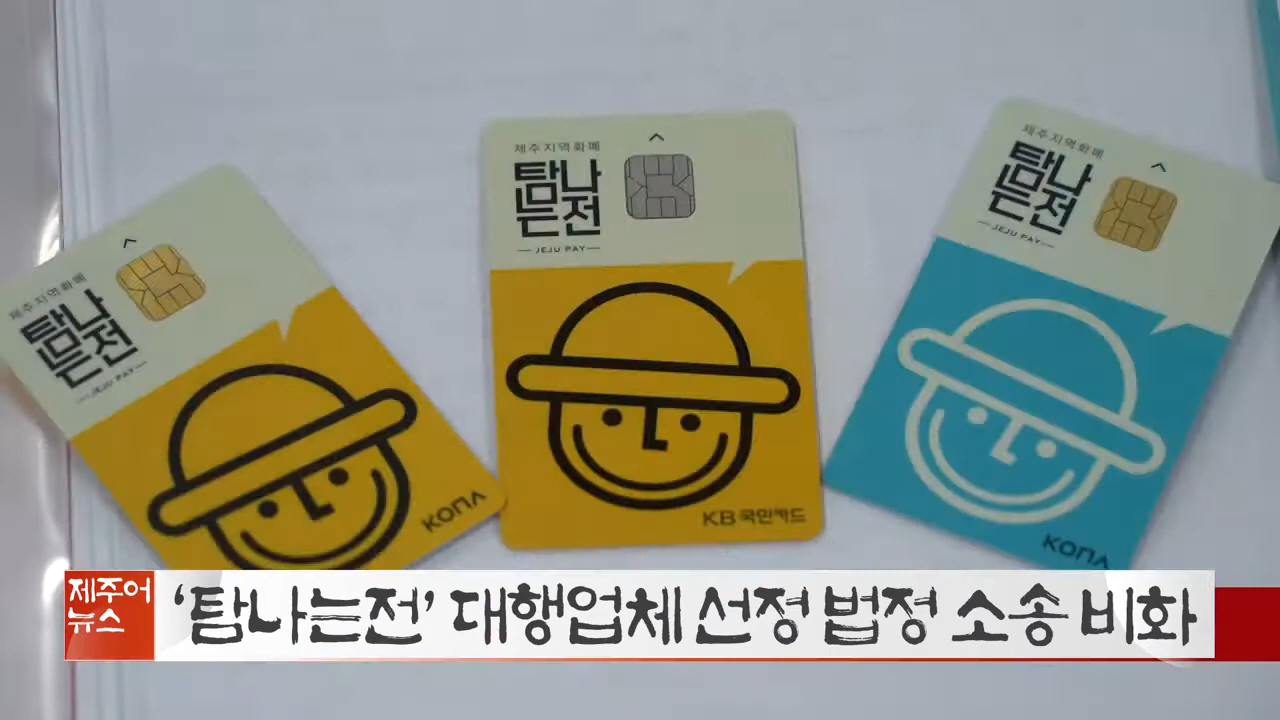 제주지역화폐
탐나
는전
JEJU PAY
KONA
제주지역화폐
탐나
는전
JEJU PAY
KB 국민카드
제주지역화폐
탐나
는전
JEJU PAY
KONA
제주어
뉴스
‘탐나는전’ 대행업체 선정 법정 소송 비화